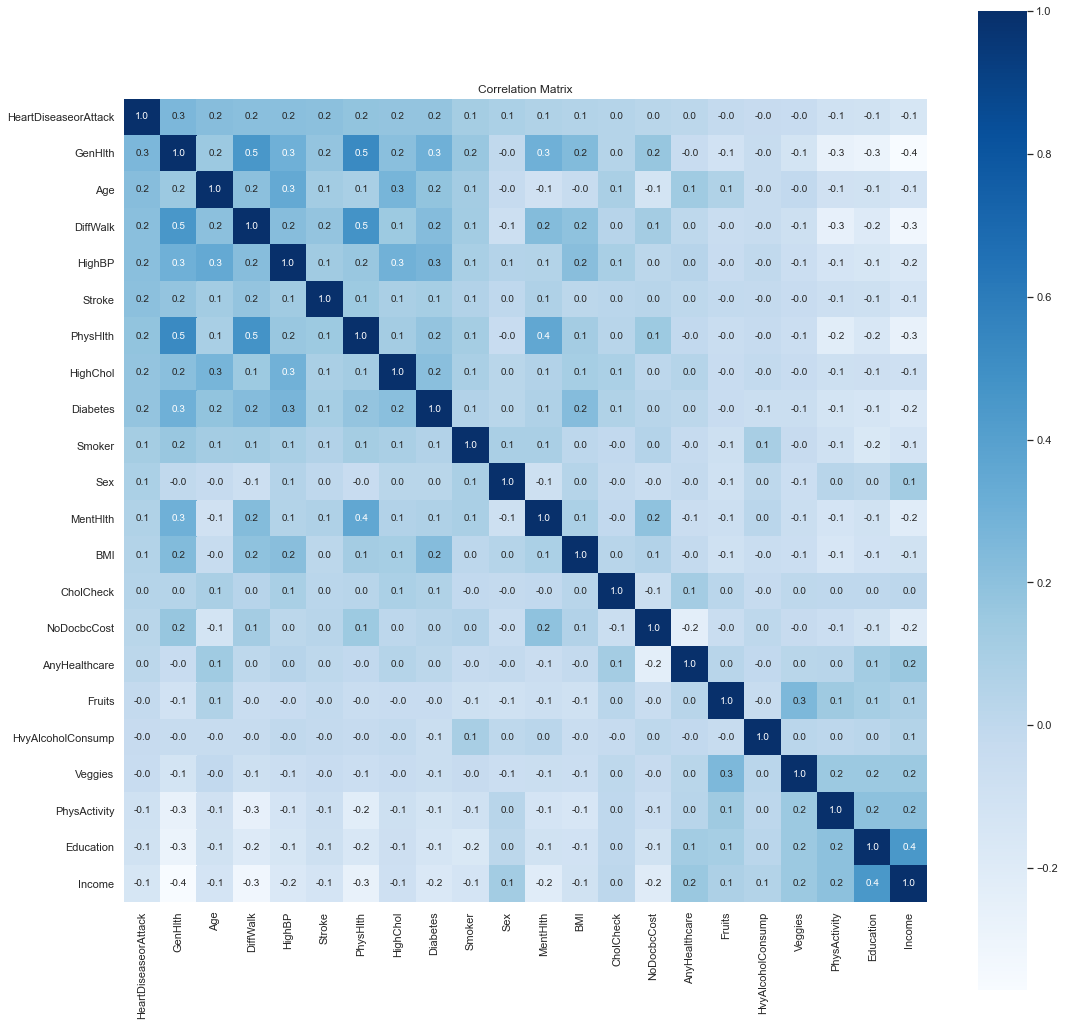 Correlation Matrix
HeartDiseaseorAttack 1.0 0.3 0.2 0.2 0.2 0.2 0.2 0.2 0.2 0.1 0.1 0.1 0.1 0.0 0.0 0.0 -0.0 -0.0 -0.0 -0.1 -0.1 -0.1
GenHlth 0.3 1.0 0.2 0.5 0.3 0.2 0.5 0.2 0.3 0.2 -0.0 0.3 0.2 0.0 0.2 -0.0 -0.1 -0.0 -0.1 -0.3 -0.3 -0.4
Age 0.2 0.2 1.0 0.2 0.3 0.1 0.1 0.3 0.2 0.1 -0.0 -0.1 -0.0 0.1 -0.1 0.1 0.1 -0.0 -0.0 -0.1 -0.1 -0.1
DiffWalk 0.2 0.5 0.2 1.0 0.2 0.2 0.5 0.1 0.2 0.1 -0.1 0.2 0.2 0.0 0.1 0.0 -0.0 -0.0 -0.1 -0.3 -0.2 -0.3
HighBP 0.2 0.3 0.3 0.2 1.0 0.1 0.2 0.3 0.3 0.1 0.1 0.1 0.2 0.1 0.0 0.0 -0.0 -0.0 -0.1 -0.1 -0.1 -0.2
Stroke 0.2 0.2 0.1 0.2 0.1 1.0 0.1 0.1 0.1 0.1 0.0 0.1 0.0 0.0 0.0 0.0 -0.0 -0.0 -0.0 -0.1 -0.1 -0.1
PhysHlth 0.2 0.5 0.1 0.5 0.2 0.1 1.0 0.1 0.2 0.1 -0.0 0.4 0.1 0.0 0.1 -0.0 -0.0 -0.0 -0.1 -0.2 -0.2 -0.3
HighChol 0.2 0.2 0.3 0.1 0.3 0.1 0.1 1.0 0.2 0.1 0.0 0.1 0.1 0.1 0.0 0.0 -0.0 -0.0 -0.0 -0.1 -0.1 -0.1
Diabetes 0.2 0.3 0.2 0.2 0.3 0.1 0.2 0.2 1.0 0.1 0.0 0.1 0.2 0.1 0.0 0.0 -0.0 -0.1 -0.1 -0.1 -0.1 -0.2
Smoker 0.1 0.2 0.1 0.1 0.1 0.1 0.1 0.1 0.1 1.0 0.1 0.1 0.0 -0.0 0.0 -0.0 -0.1 0.1 -0.0 -0.1 -0.2 -0.1
Sex 0.1 -0.0 -0.0 -0.1 0.1 0.0 -0.0 0.0 0.0 0.1 1.0 -0.1 0.0 -0.0 -0.0 -0.0 -0.1 0.0 -0.1 0.0 0.0 0.1
MentHlth 0.1 0.3 -0.1 0.2 0.1 0.1 0.4 0.1 0.1 0.1 -0.1 1.0 0.1 -0.0 0.2 -0.1 -0.1 0.0 -0.1 -0.1 -0.1 -0.2
BMI 0.1 0.2 -0.0 0.2 0.2 0.0 0.1 0.1 0.2 0.0 0.0 0.1 1.0 0.0 0.1 -0.0 -0.1 -0.0 -0.1 -0.1 -0.1 -0.1
CholCheck 0.0 0.0 0.1 0.0 0.1 0.0 0.0 0.1 0.1 -0.0 -0.0 -0.0 0.0 1.0 -0.1 0.1 0.0 -0.0 0.0 0.0 0.0 0.0
NoDocbcCost 0.0 0.2 -0.1 0.1 0.0 0.0 0.1 0.0 0.0 0.0 -0.0 0.2 0.1 -0.1 1.0 -0.2 -0.0 0.0 -0.0 -0.1 -0.1 -0.2
AnyHealthcare 0.0 -0.0 0.1 0.0 0.0 0.0 -0.0 0.0 0.0 -0.0 -0.0 -0.1 -0.0 0.1 -0.2 1.0 0.0 -0.0 0.0 0.0 0.1 0.2
Fruits -0.0 -0.1 0.1 -0.0 -0.0 -0.0 -0.0 -0.0 -0.0 -0.1 -0.1 -0.1 -0.1 0.0 -0.0 0.0 1.0 -0.0 0.3 0.1 0.1 0.1
HvyAlcoholConsump -0.0 -0.0 -0.0 -0.0 -0.0 -0.0 -0.0 -0.0 -0.1 0.1 0.0 0.0 -0.0 -0.0 0.0 -0.0 -0.0 1.0 0.0 0.0 0.0 0.1
Veggies -0.0 -0.1 -0.0 -0.1 -0.1 -0.0 -0.1 -0.0 -0.1 -0.0 -0.1 -0.1 -0.1 0.0 -0.0 0.0 0.3 0.0 1.0 0.2 0.2 0.2
PhysActivity -0.1 -0.3 -0.1 -0.3 -0.1 -0.1 -0.2 -0.1 -0.1 -0.1 0.0 -0.1 -0.1 0.0 -0.1 0.0 0.1 0.0 0.2 1.0 0.2 0.2
Education -0.1 -0.3 -0.1 -0.2 -0.1 -0.1 -0.2 -0.1 -0.1 -0.2 0.0 -0.1 -0.1 0.0 -0.1 0.1 0.1 0.0 0.2 0.2 1.0 0.4
Income -0.1 -0.4 -0.1 -0.3 -0.2 -0.1 -0.3 -0.1 -0.2 -0.1 0.1 -0.2 -0.1 0.0 -0.2 0.2 0.1 0.1 0.2 0.2 0.4 1.0
HeartDiseaseorAttack
GenHlth
Age
DiffWalk
HighBP
Stroke
PhysHlth
HighChol
Diabetes
Smoker
Sex
MentHlth
BMI
CholCheck
NoDocbcCost
AnyHealthcare
Fruits
HvyAlcoholConsump
Veggies
PhysActivity
Education
Income
1.0
0.8
0.6
0.4
0.2
0.0
−0.2